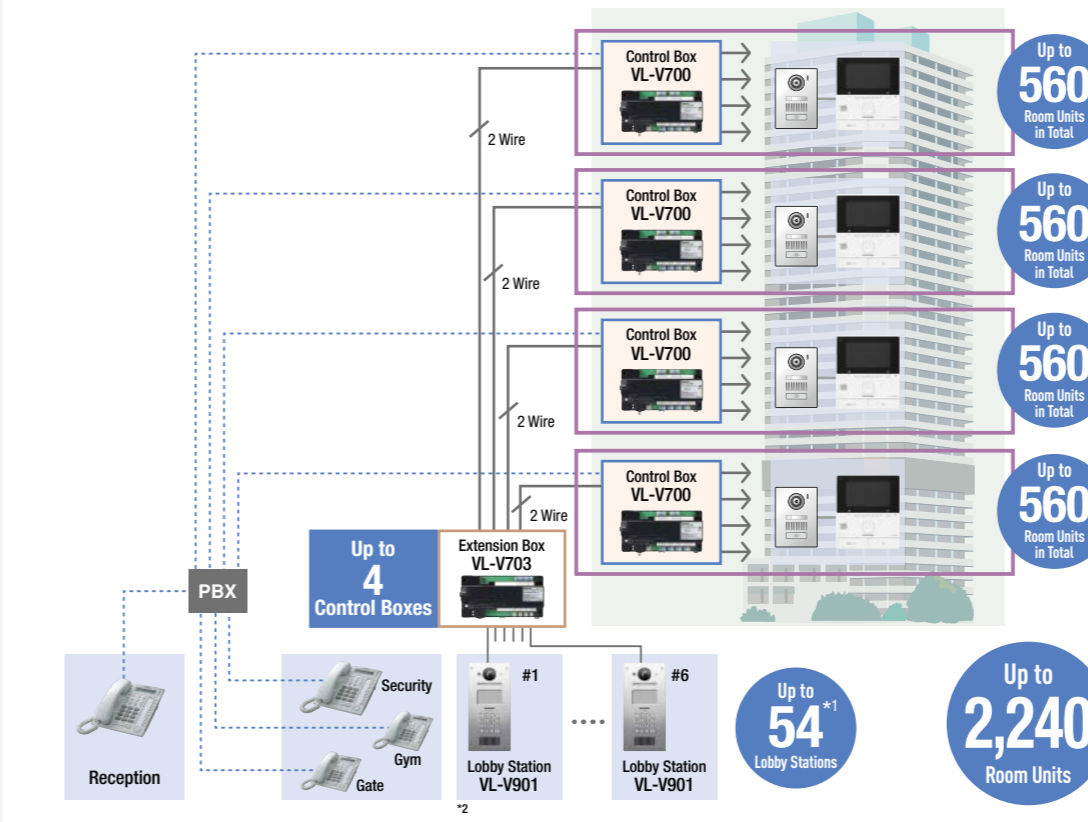 Control Box
VL-V700
Up to
560
Room Units
in Total
2 Wire
Control Box
VL-V700
Up to
560
Room Units
in Total
2 Wire
Control Box
VL-V700
Up to
560
Room Units
in Total
2 Wire
Control Box
VL-V700
Up to
560
Room Units
in Total
2 Wire
Up to
4
Control Boxes
Extension Box
VL-V703
PBX
Reception
Security
Gym
Gate
#1
Lobby Station
VL-V901
*2
#6
Lobby Station
VL-V901
Up to
54*1
Lobby Stations
Up to
2,240
Room Units